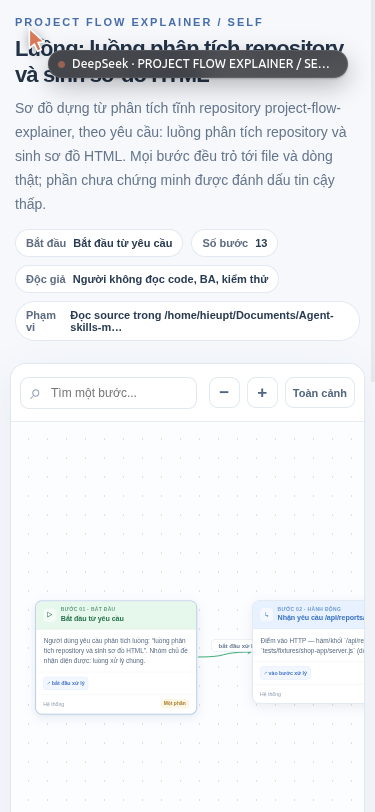 PROJECT FLOW EXPLAINER / SELF
Luồng: luồng phân tích repository
DeepSeek · PROJECT FLOW EXPLAINER / SE…
và sinh sơ đồ HTML
Sơ đồ dựng từ phân tích tĩnh repository project-flow-
explainer, theo yêu cầu: luồng phân tích repository và
sinh sơ đồ HTML. Mọi bước đều trỏ tới file và dòng
thật; phần chưa chứng minh được đánh dấu tin cậy
thấp.
Bắt đầu Bắt đầu từ yêu cầu
Số bước 13
Độc giả Người không đọc code, BA, kiểm thử
Phạm vi Đọc source trong /home/hieupt/Documents/Agent-
skills-m…
Tìm một bước...
−
+
Toàn cảnh
BƯỚC 01 · BẮT ĐẦU
Bắt đầu từ yêu cầu
Người dùng yêu cầu phân tích luồng: "luồng phân
tích repository và sinh sơ đồ HTML". Nhóm chủ đề
nhận diện được: luồng xử lý chung.
↗ bắt đầu xử lý
Hệ thống
Một phần
bắt đầu xử l
BƯỚC 02 · HÀNH ĐỘNG
Nhận yêu cầu /api/reports
Điểm vào HTTP — hàm/khối `/api/re
`tests/fixtures/shop-app/server.js` (d
↗ vào bước xử lý
Hệ thống